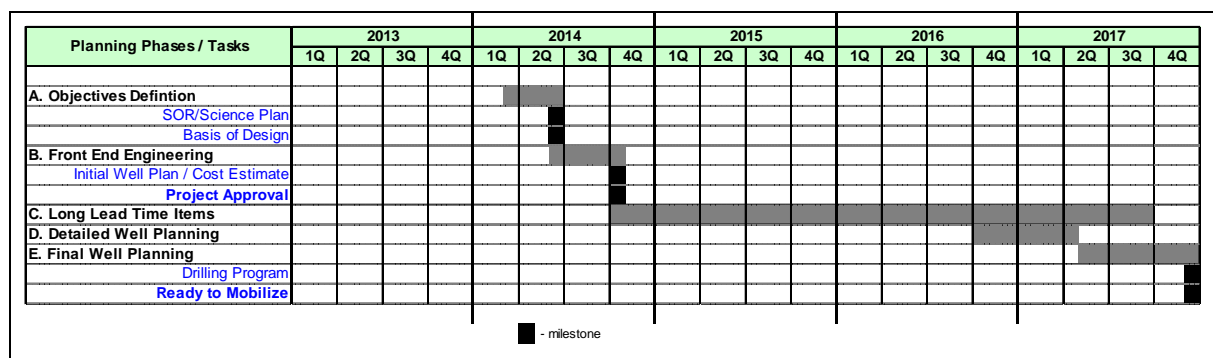 Planning Phases / Tasks 2013 2014 2015 2016 2017
1Q 2Q 3Q 4Q 1Q 2Q 3Q 4Q 1Q 2Q 3Q 4Q 1Q 2Q 3Q 4Q 1Q 2Q 3Q 4Q
A. Objectives Defintion
SOR/Science Plan
Basis of Design
B. Front End Engineering
Initial Well Plan / Cost Estimate
Project Approval
C. Long Lead Time Items
D. Detailed Well Planning
E. Final Well Planning
Drilling Program
Ready to Mobilize
- milestone